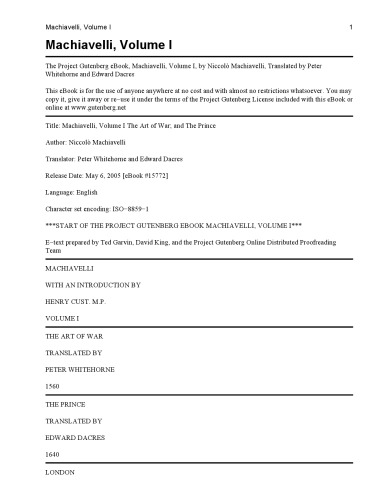 Machiavelli, Volume I 1
Machiavelli, Volume I
The Project Gutenberg eBook, Machiavelli, Volume I, by Niccolò Machiavelli, Translated by Peter
Whitehorne and Edward Dacres
This eBook is for the use of anyone anywhere at no cost and with almost no restrictions whatsoever. You may
copy it, give it away or re−use it under the terms of the Project Gutenberg License included with this eBook or
online at www.gutenberg.net
Title: Machiavelli, Volume I The Art of War; and The Prince
Author: Niccolò Machiavelli
Translator: Peter Whitehorne and Edward Dacres
Release Date: May 6, 2005 [eBook #15772]
Language: English
Character set encoding: ISO−8859−1
***START OF THE PROJECT GUTENBERG EBOOK MACHIAVELLI, VOLUME I***
E−text prepared by Ted Garvin, David King, and the Project Gutenberg Online Distributed Proofreading
Team
MACHIAVELLI
WITH AN INTRODUCTION BY
HENRY CUST. M.P.
VOLUME I
THE ART OF WAR
TRANSLATED BY
PETER WHITEHORNE
1560
THE PRINCE
TRANSLATED BY
EDWARD DACRES
1640
LONDON